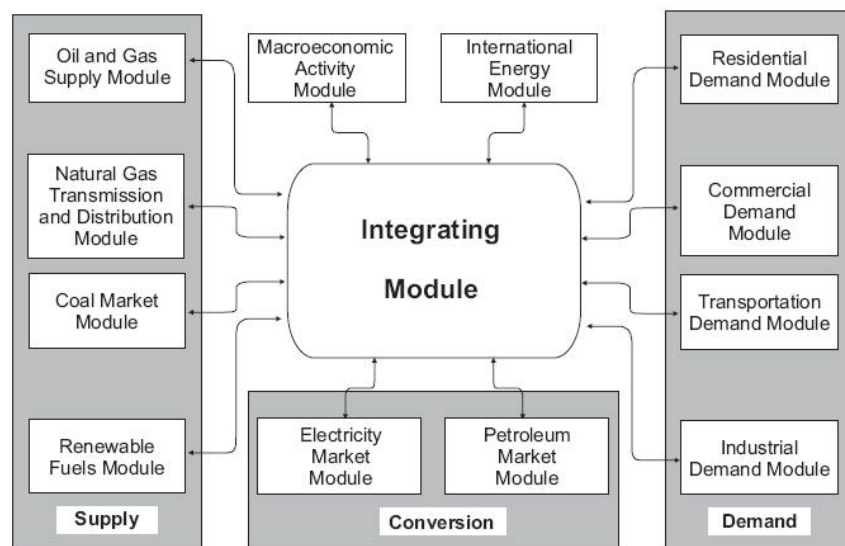 Oil and Gas
Supply Module
Macroeconomic
Activity
Module
International
Energy
Module
Residential
Demand Module
Natural Gas
Transmission
and Distribution
Module
Integrating
Module
Commercial
Demand
Module
Coal Market
Module
Transportation
Demand Module
Renewable
Fuels Module
Electricity
Market
Module
Petroleum
Market
Module
Industrial
Demand Module
Supply
Conversion
Demand